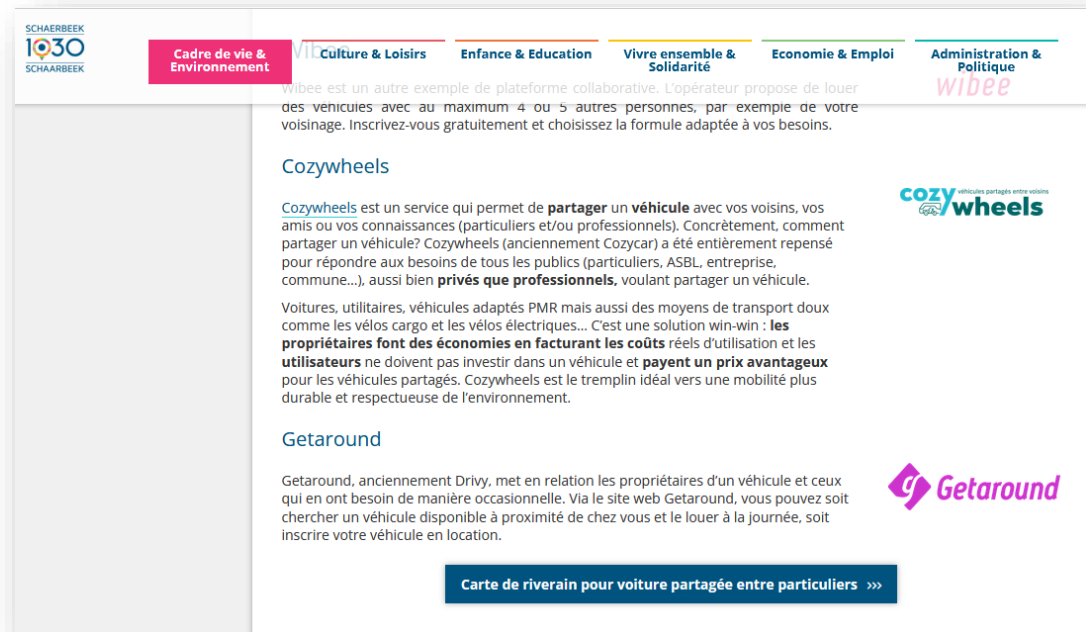 SCHAERBEEK
1030
SCHAARBEEK
Cadre de vie &
Environnement
Culture & Loisirs
Enfance & Education
Vivre ensemble &
Solidarité
Economie & Emploi
Administration &
Politique
Wibee
wibee
Wibee est un autre exemple de plateforme collaborative. L'opérateur propose de louer
des véhicules avec au maximum 4 ou 5 autres personnes, par exemple de votre
voisinage. Inscrivez-vous gratuitement et choisissez la formule adaptée à vos besoins.
Cozywheels
cozy véhicules partagés entre voisins
wheels
Cozywheels est un service qui permet de partager un véhicule avec vos voisins, vos
amis ou vos connaissances (particuliers et/ou professionnels). Concrètement, comment
partager un véhicule? Cozywheels (anciennement Cozycar) a été entièrement repensé
pour répondre aux besoins de tous les publics (particuliers, ASBL, entreprise,
commune...), aussi bien privés que professionnels, voulant partager un véhicule.
Voitures, utilitaires, véhicules adaptés PMR mais aussi des moyens de transport doux
comme les vélos cargo et les vélos électriques... C'est une solution win-win : les
propriétaires font des économies en facturant les coûts réels d'utilisation et les
utilisateurs ne doivent pas investir dans un véhicule et payent un prix avantageux
pour les véhicules partagés. Cozywheels est le tremplin idéal vers une mobilité plus
durable et respectueuse de l'environnement.
Getaround
Getaround
Getaround, anciennement Drivy, met en relation les propriétaires d'un véhicule et ceux
qui en ont besoin de manière occasionnelle. Via le site web Getaround, vous pouvez soit
chercher un véhicule disponible à proximité de chez vous et le louer à la journée, soit
inscrire votre véhicule en location.
Carte de riverain pour voiture partagée entre particuliers >>>